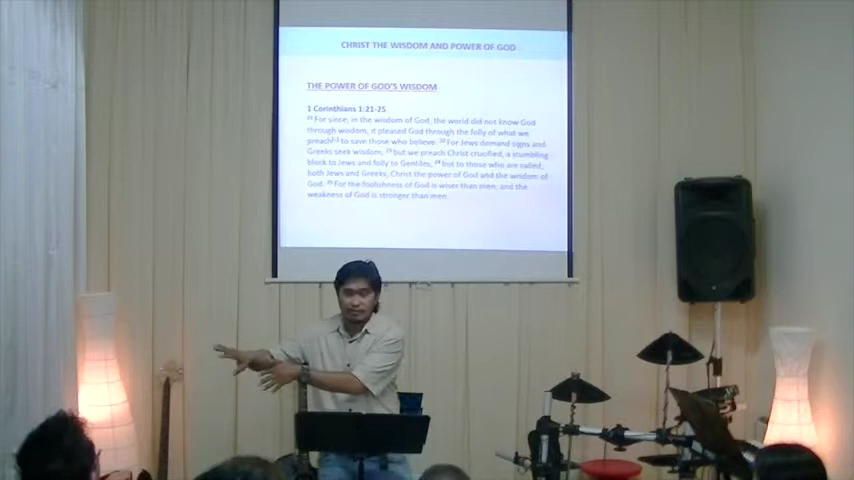 CHRIST THE WISDOM AND POWER OF GOD
THE POWER OF GOD'S WISDOM
1 Corinthians 1:21-25
21 For since, in the wisdom of God, the world did not know God
through wisdom, it pleased God through the folly of what we
preach to save those who believe. 22 For Jews demand signs and
Greeks seek wisdom, 23 but we preach Christ crucified, a stumbling
block to Jews and folly to Gentiles, 24 but to those who are called,
both Jews and Greeks, Christ the power of God and the wisdom of
God. 25 For the foolishness of God is wiser than men, and the
weakness of God is stronger than men.